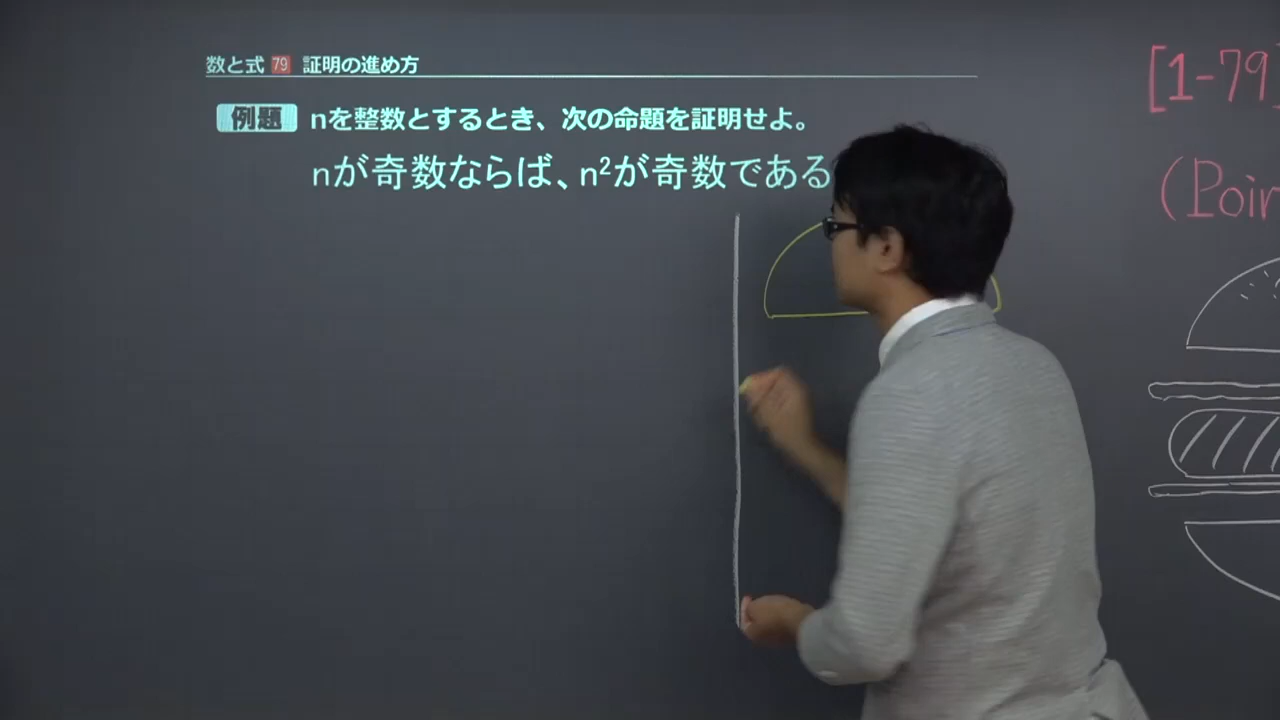 数と式 79 証明の進め方
例題 nを整数とするとき、次の命題を証明せよ。
nが奇数ならば、n²が奇数である
[1-79]
(Poin